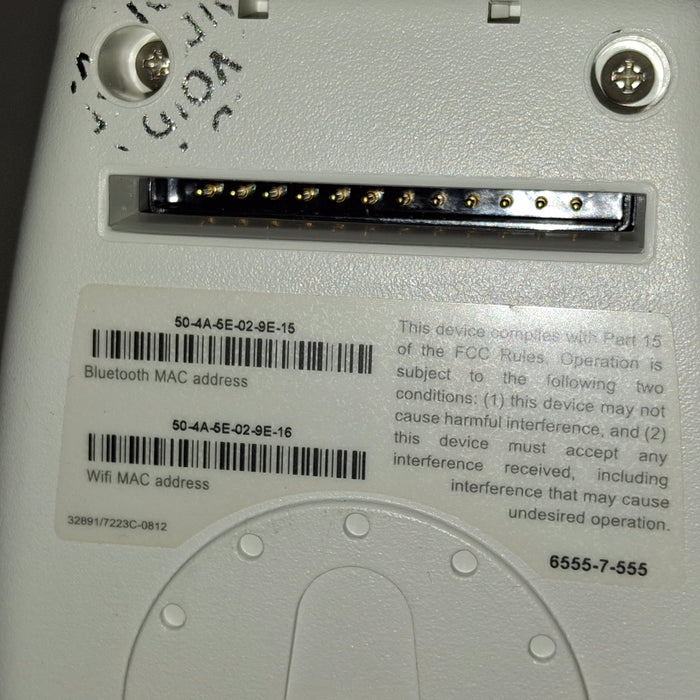 VOID
VOID
50-4A-5E-02-9E-15
Bluetooth MAC address
50-4A-5E-02-9E-16
Wifi MAC address
32891/7223C-0812
This device complies with Part 15
of the FCC Rules. Operation is
subject to the following two
conditions: (1) this device may not
cause harmful interference, and (2)
this device must accept any
interference received, including
interference that may cause
undesired operation.
6555-7-555